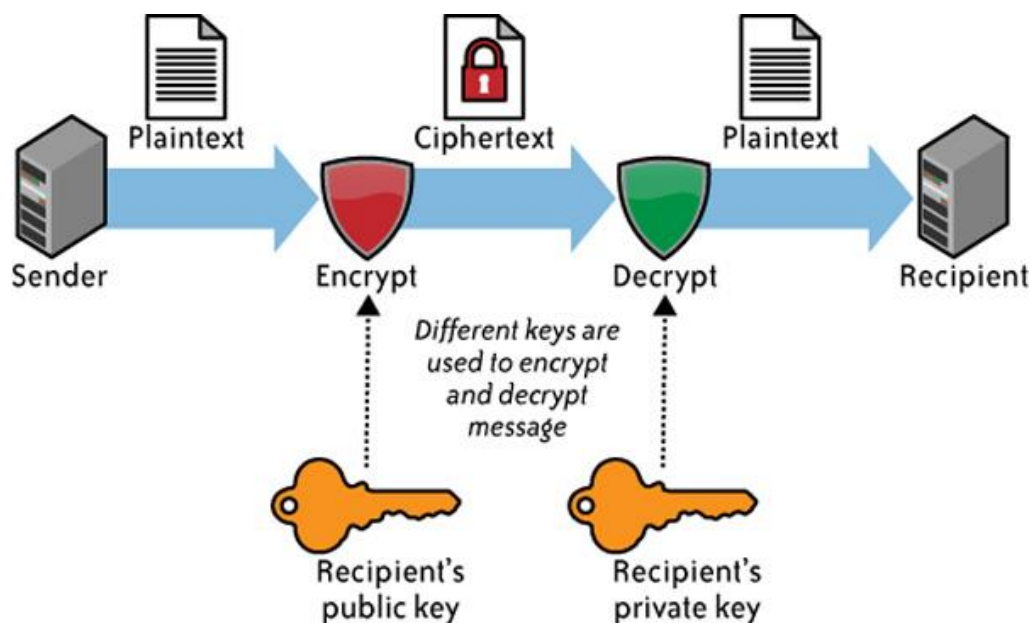 Plaintext
Ciphertext
Plaintext
Sender
Encrypt
Decrypt
Recipient
Different keys are
used to encrypt
and decrypt
message
Recipient's
public key
Recipient's
private key